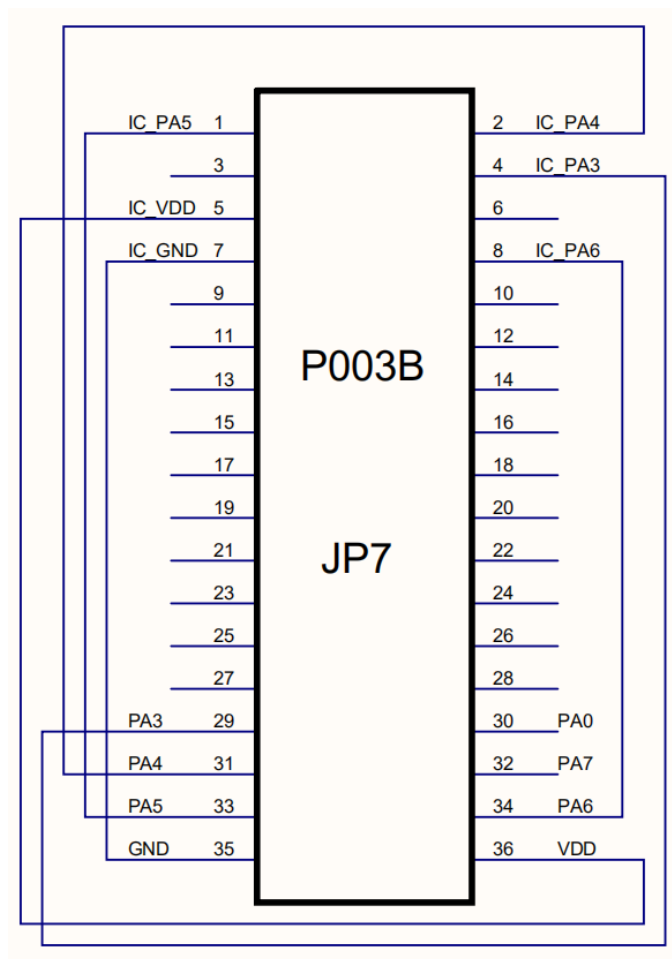 IC_PA5 1 2 IC_PA4
3 4 IC_PA3
IC_VDD 5 6
IC_GND 7 8 IC_PA6
9 10
11 12
P003B
13 14
15 16
17 18
19 20
JP7
21 22
23 24
25 26
27 28
PA3 29 30 PA0
PA4 31 32 PA7
PA5 33 34 PA6
GND 35 36 VDD